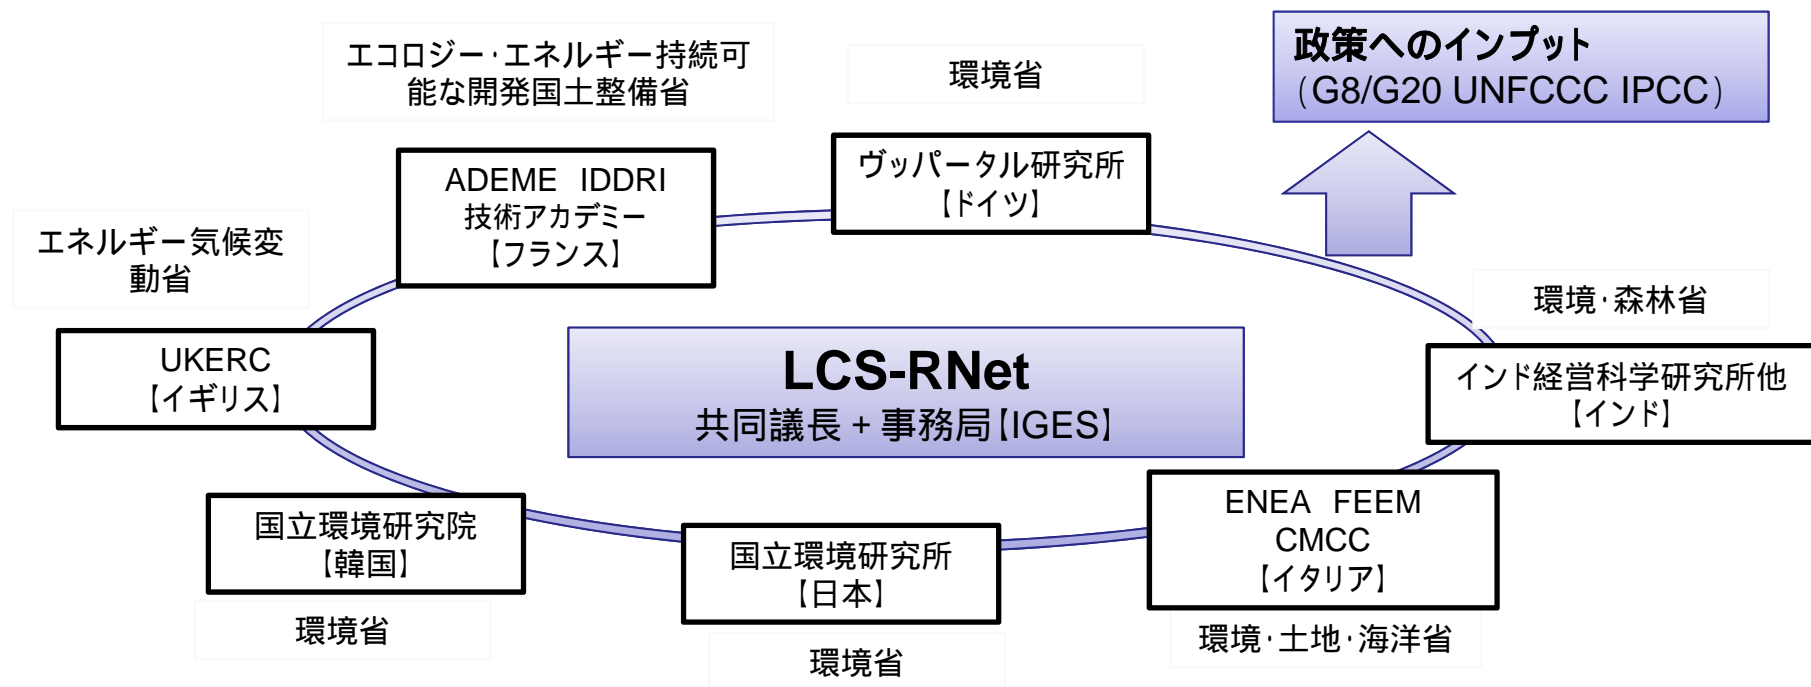 エコロジー・エネルギー持続可
能な開発国土整備省
環境省
政策へのインプット
(G8/G20 UNFCCC IPCC)
ADEME IDDRI
技術アカデミー
【フランス】
ヴッパータル研究所
【ドイツ】
エネルギー気候変
動省
環境・森林省
UKERC
【イギリス】
LCS-RNet
共同議長+事務局【IGES】
インド経営科学研究所他
【インド】
国立環境研究院
【韓国】
国立環境研究所
【日本】
ENEA FEEM
CMCC
【イタリア】
環境省
環境省
環境・土地・海洋省